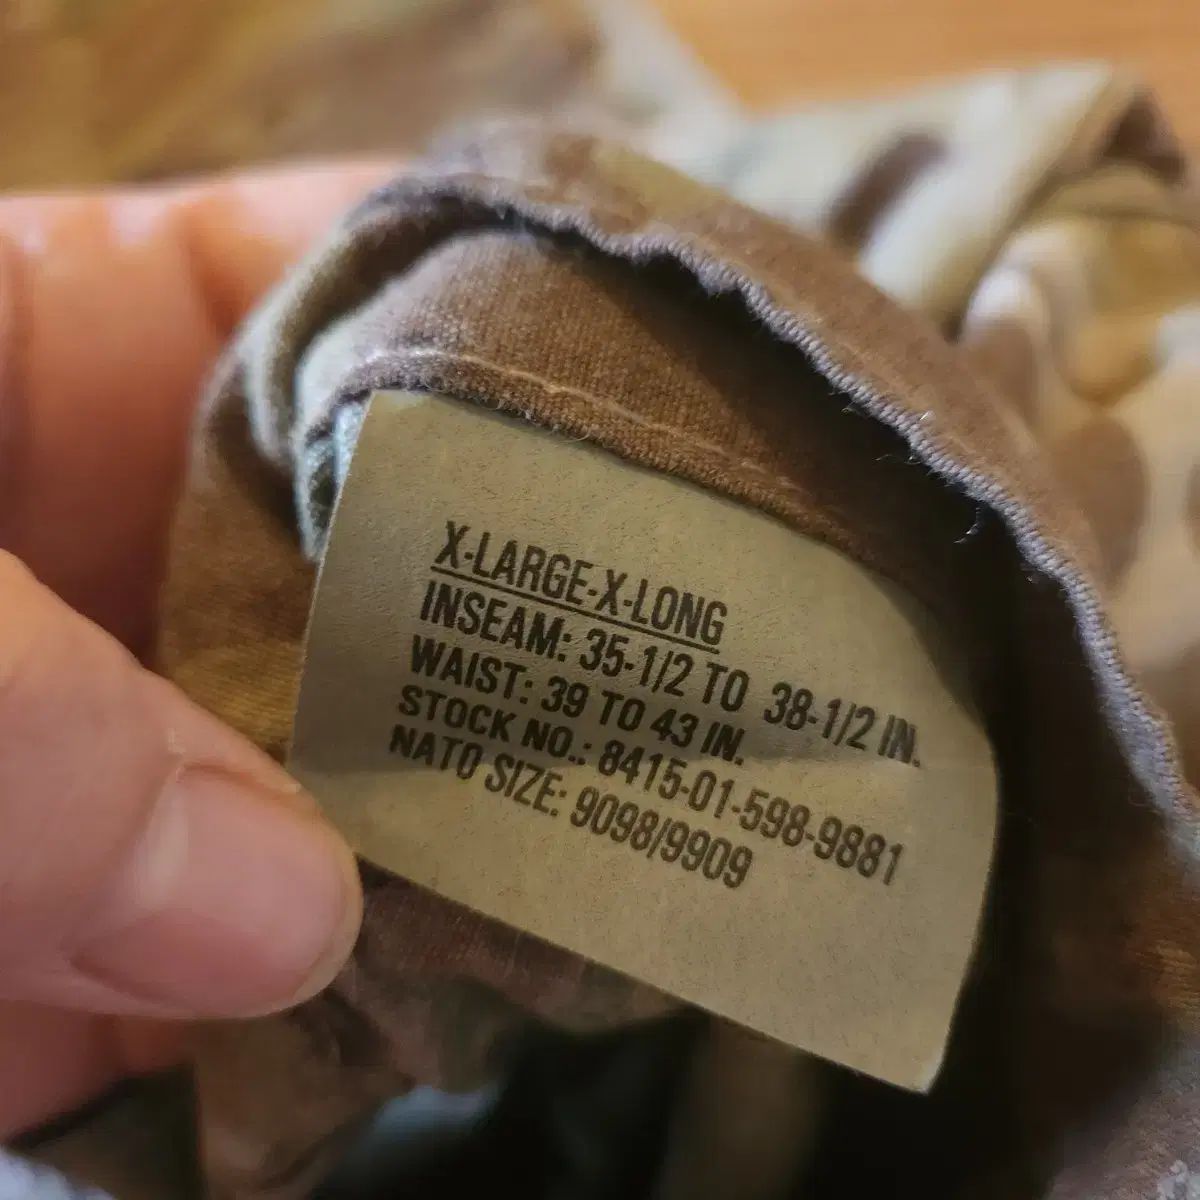 X-LARGE-X-LONG
INSEAM: 35-1/2 TO 38-1/2 IN.
WAIST: 39 TO 43 IN.
STOCK NO.: 8415-01-598-9881
NATO SIZE: 9098/9909